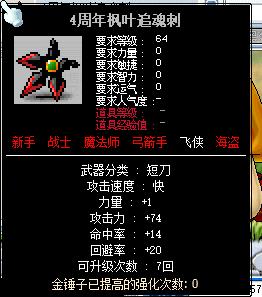 4周年枫叶追魂刺
要求等级: 64
要求力量: 0
要求敏捷: 0
要求智力: 0
要求运气: 0
要求人气度: -
道具等级: -
道具经验值: -
新手 战士 魔法师 弓箭手 飞侠 海盗
武器分类: 短刀
攻击速度: 快
力量: +1
攻击力: +74
命中率: +14
回避率: +20
可升级次数: 7回
金锤子已提高的强化次数: 0
57